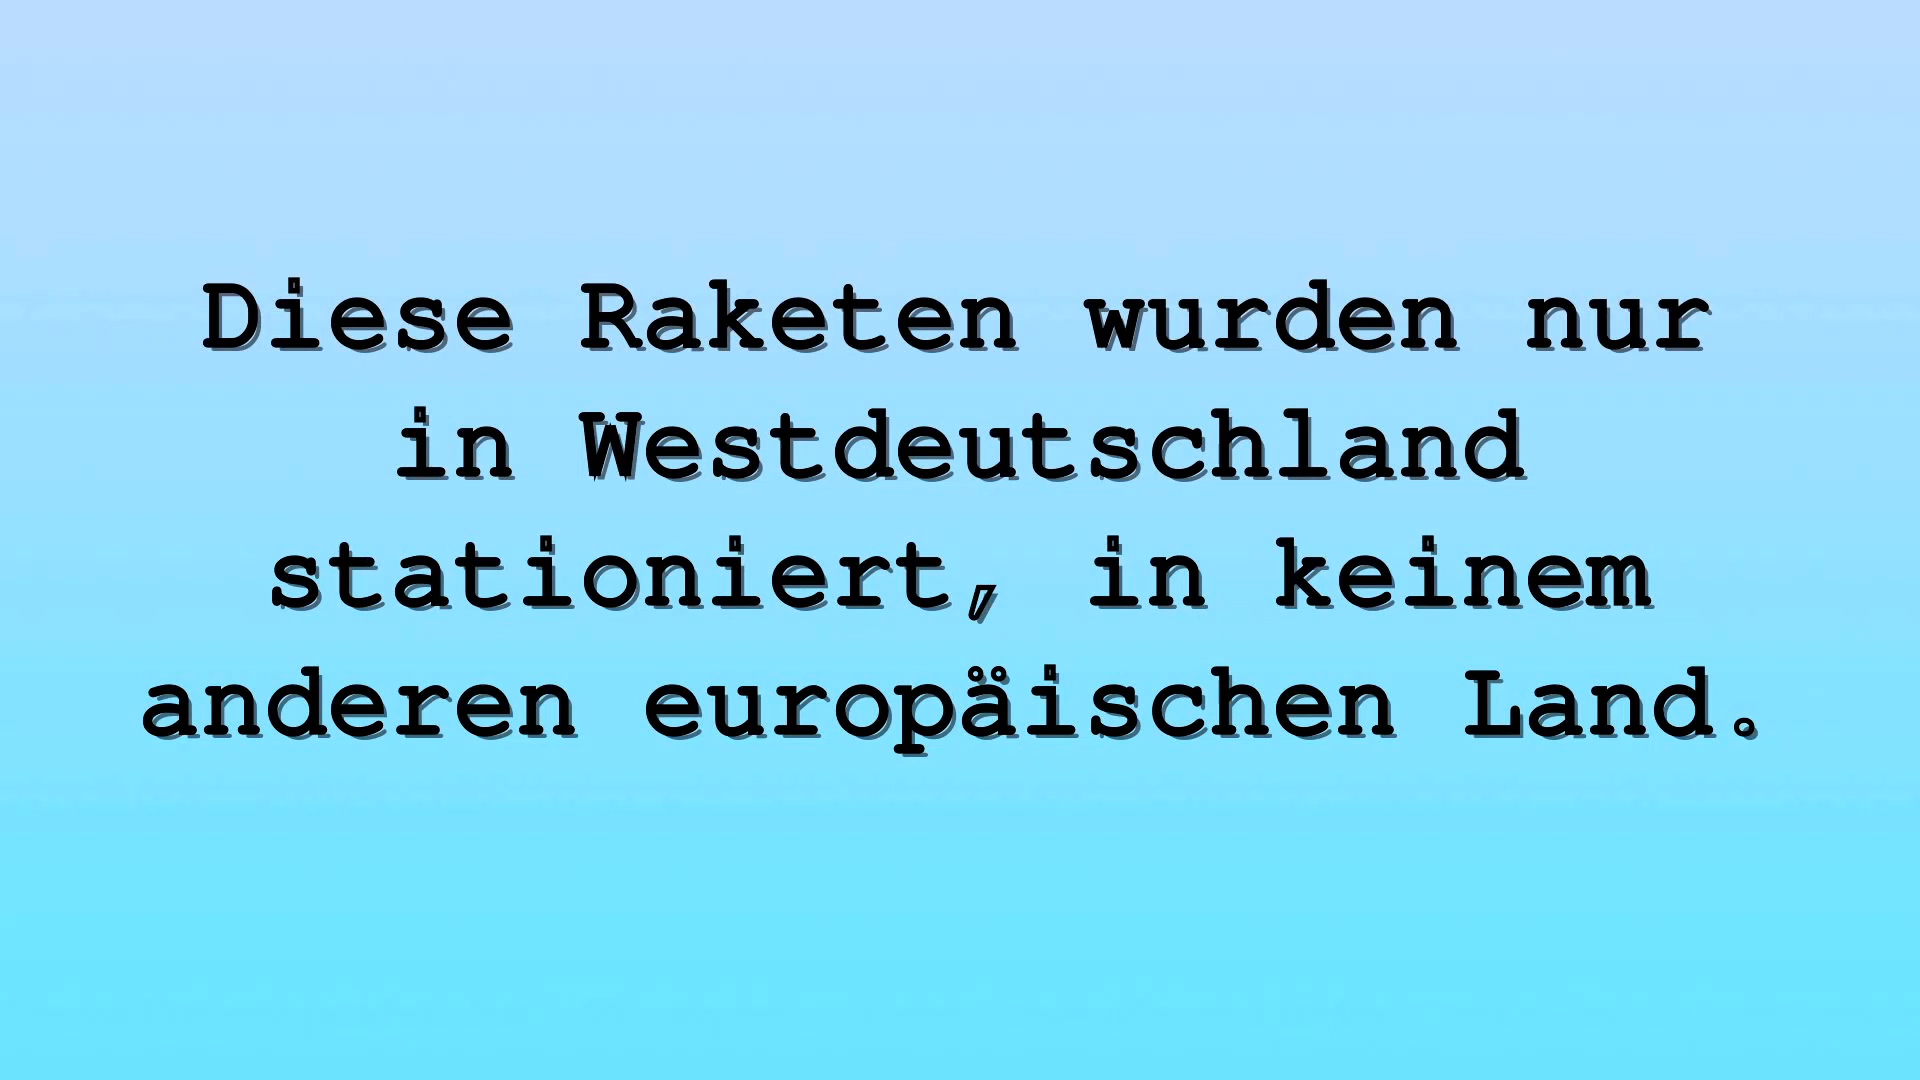 Diese Raketen wurden nur
in Westdeutschland
stationiert, in keinem
anderen europäischen Land.